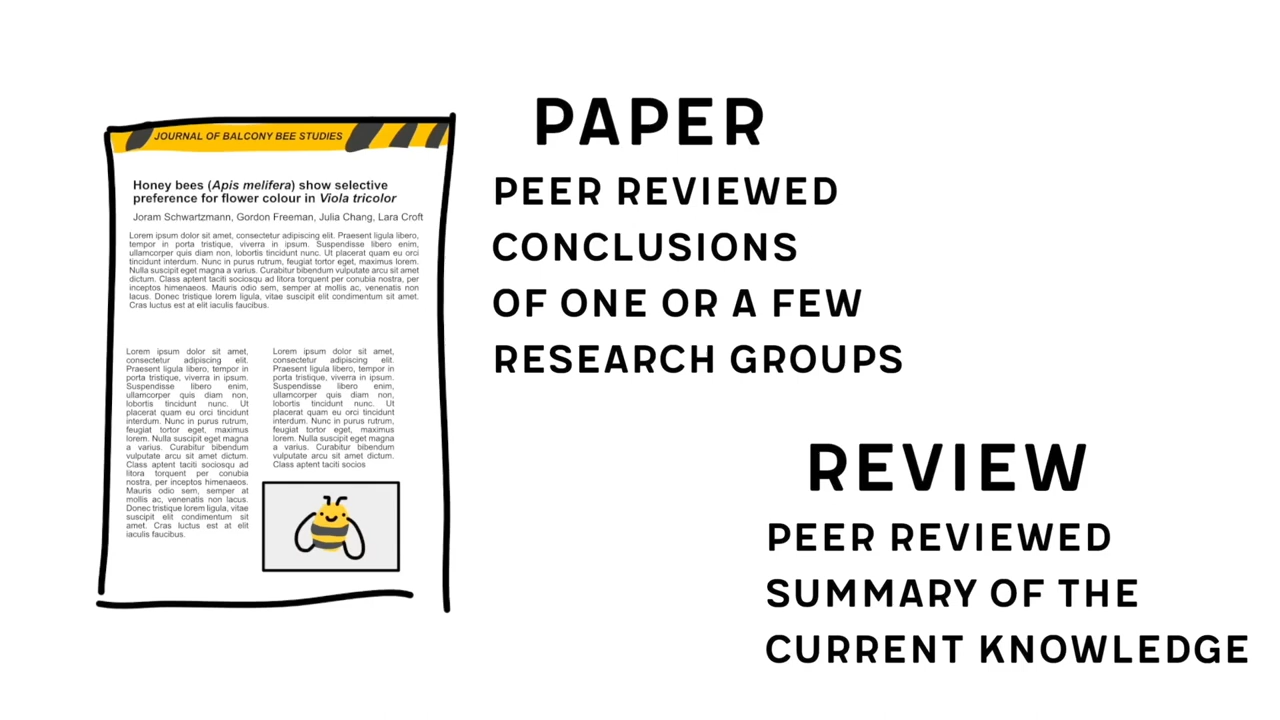 JOURNAL OF BALCONY BEE STUDIES
Honey bees (Apis melifera) show selective
preference for flower colour in Viola tricolor
Joram Schwartzmann, Gordon Freeman, Julia Chang, Lara Croft
Lorem ipsum dolor sit amet, consectetur adipiscing elit. Praesent ligula libero,
tempor in porta tristique, viverra in ipsum. Suspendisse libero enim,
ullamcorper quis diam non, lobortis tincidunt nunc. Ut placerat quam eu orci
tincidunt interdum. Nunc in purus rutrum, feugiat tortor eget, maximus lorem.
Nulla suscipit eget magna a varius. Curabitur bibendum vulputate arcu sit amet
dictum. Class aptent taciti sociosqu ad litora torquent per conubia nostra, per
inceptos himenaeos. Mauris odio sem, semper at mollis ac, venenatis non
lacus. Donec tristique lorem ligula, vitae suscipit elit condimentum sit amet.
Cras luctus est at elit iaculis faucibus.
Lorem ipsum dolor sit amet,
consectetur adipiscing elit.
Praesent ligula libero, tempor in
porta tristique, viverra in ipsum.
Suspendisse libero enim,
ullamcorper quis diam non,
lobortis tincidunt nunc. Ut
placerat quam eu orci tincidunt
interdum. Nunc in purus rutrum,
feugiat tortor eget, maximus
lorem. Nulla suscipit eget magna
a varius. Curabitur bibendum
vulputate arcu sit amet dictum.
Class aptent taciti sociosqu ad
litora torquent per conubia
nostra, per inceptos himenaeos.
Mauris odio sem, semper at
mollis ac, venenatis non lacus.
Donec tristique lorem ligula, vitae
suscipit elit condimentum sit
amet. Cras luctus est at elit
iaculis faucibus.
Lorem ipsum dolor sit amet,
consectetur adipiscing elit.
Praesent ligula libero, tempor in
porta tristique, viverra in ipsum.
Suspendisse libero enim,
ullamcorper quis diam non,
lobortis tincidunt nunc. Ut
placerat quam eu orci tincidunt
interdum. Nunc in purus rutrum,
feugiat tortor eget, maximus
lorem. Nulla suscipit eget magna
a varius. Curabitur bibendum
vulputate arcu sit amet dictum.
Class aptent taciti socios
PAPER
PEER REVIEWED
CONCLUSIONS
OF ONE OR A FEW
RESEARCH GROUPS
REVIEW
PEER REVIEWED
SUMMARY OF THE
CURRENT KNOWLEDGE